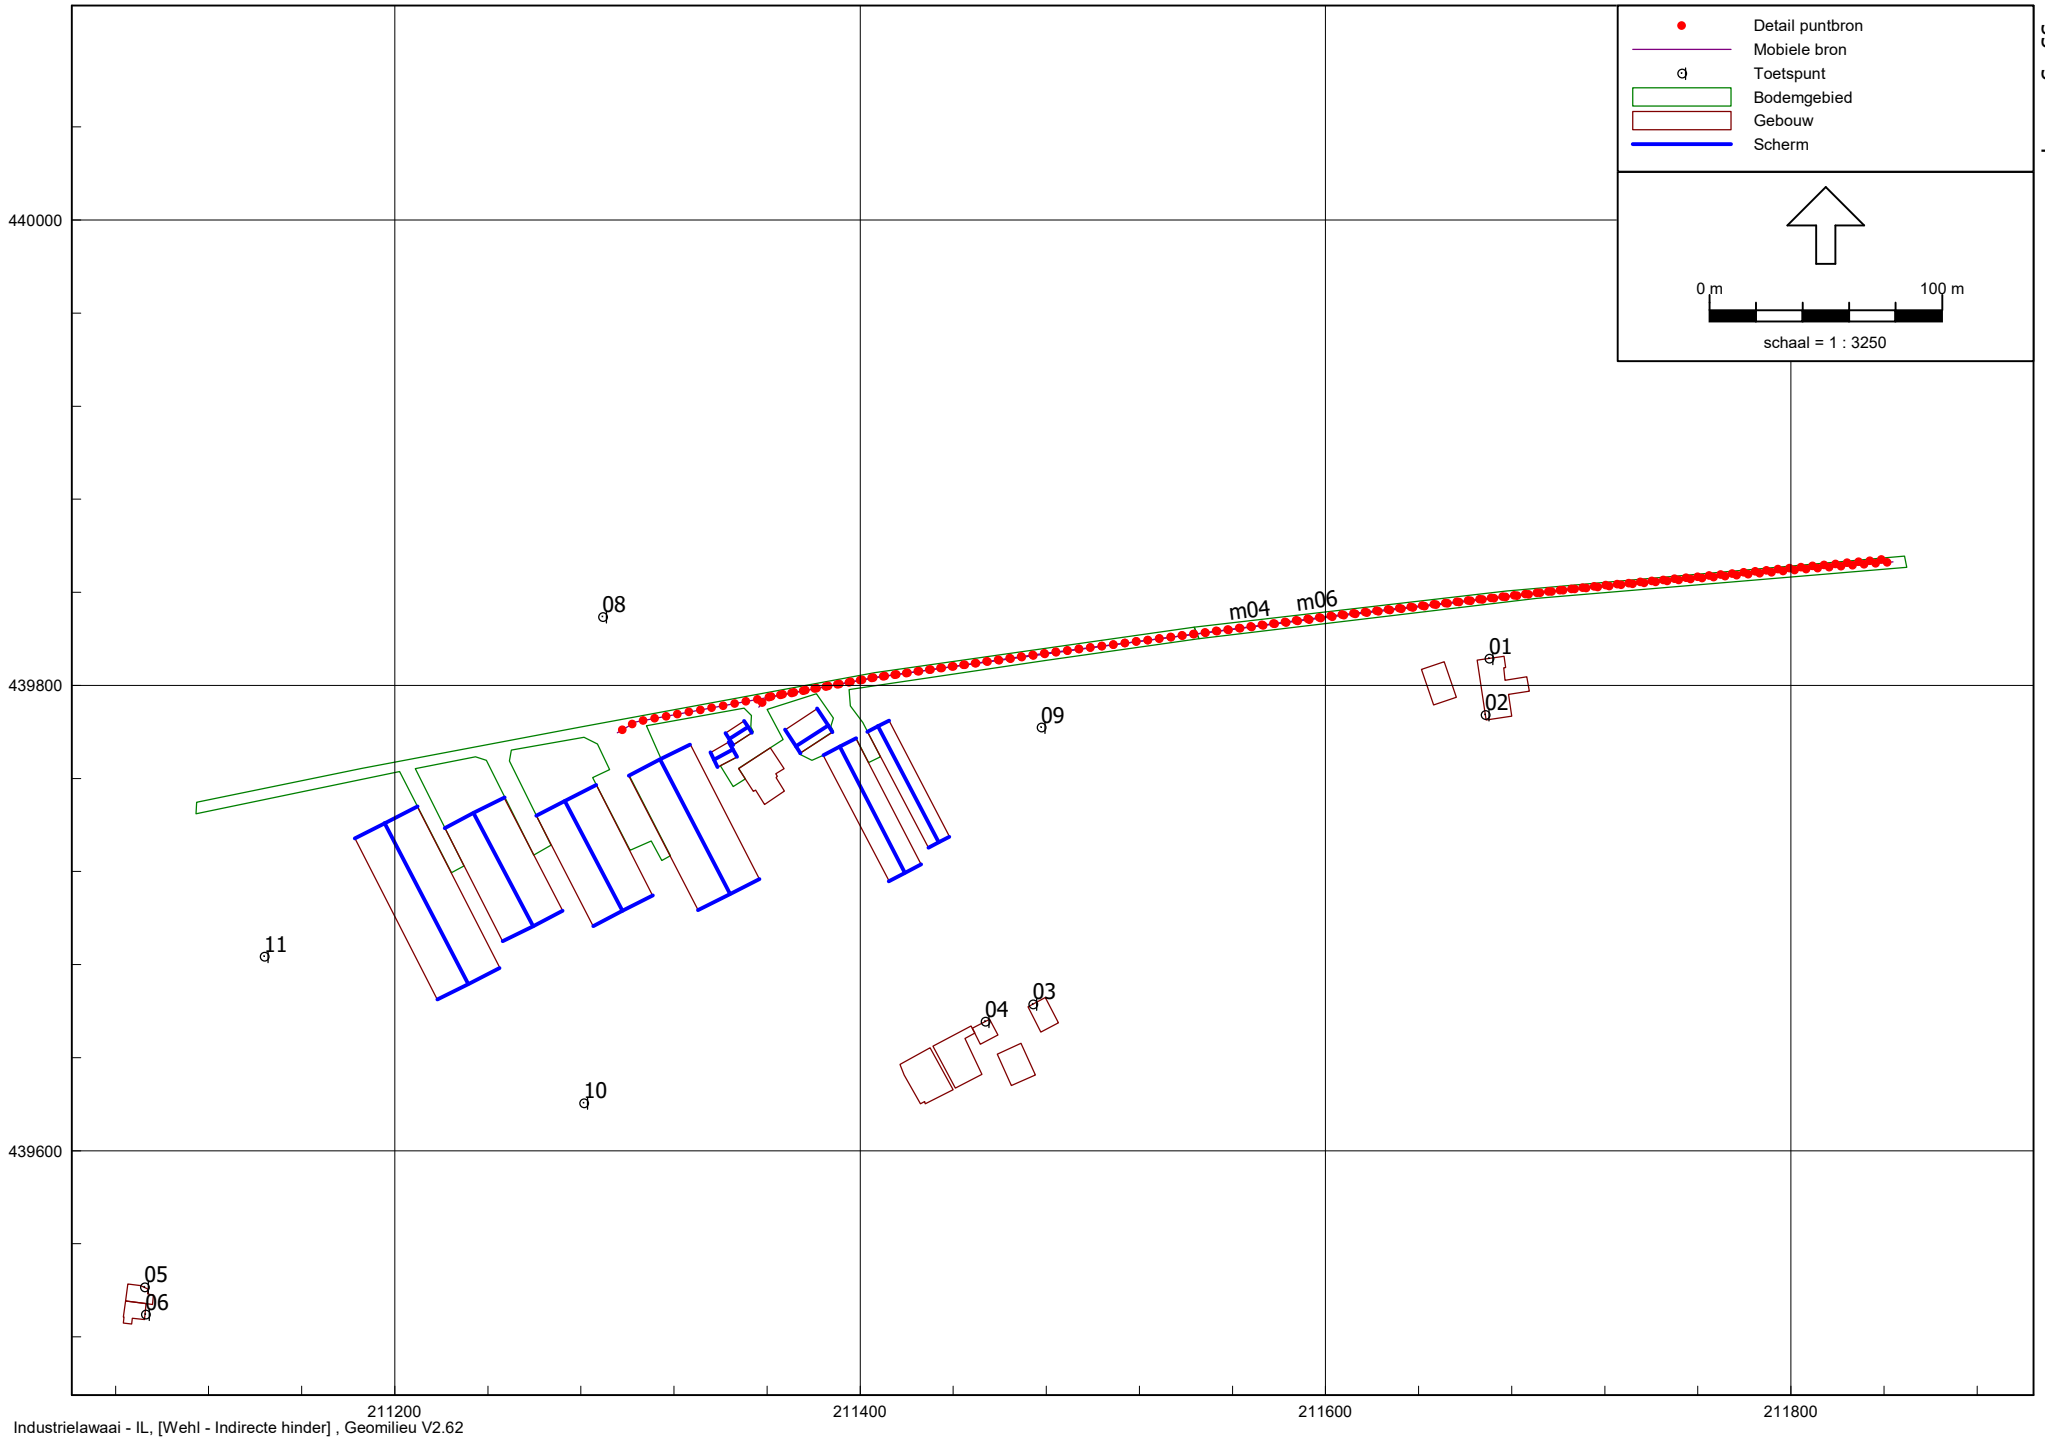 Detail puntbron
Mobiele bron
Toetspunt
Bodemgebied
Gebouw
Scherm
0 m 100 m
schaal = 1 : 3250
440000
439800
439600
08
m04 m06
01
02
09
11
03
04
10
05
06
211200 211400 211600 211800
Industrielawaai - IL, [Wehl - Indirecte hinder] , Geomilieu V2.62